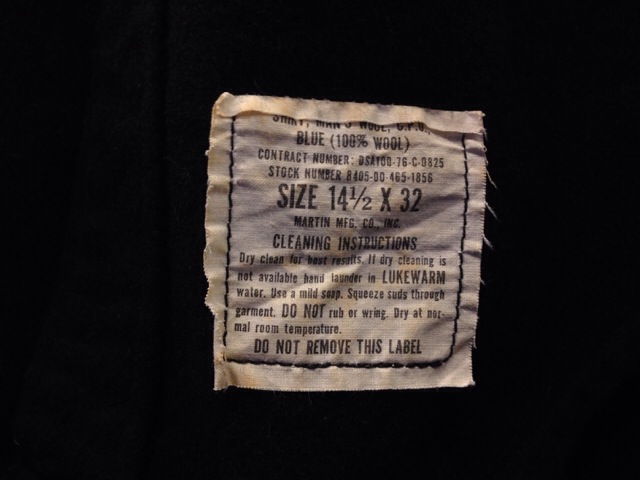 SHIRT, MAN'S WOOL, C.P.O.,
BLUE (100% WOOL)
CONTRACT NUMBER: DSA100-76-C-0825
STOCK NUMBER 8405-00-465-1856
SIZE 14½ X 32
MARTIN MFG. CO., INC.
CLEANING INSTRUCTIONS
Dry clean for best results. If dry cleaning is
not available hand launder in LUKEWARM
water. Use a mild soap. Squeeze suds through
garment. DO NOT rub or wring. Dry at nor-
mal room temperature.
DO NOT REMOVE THIS LABEL